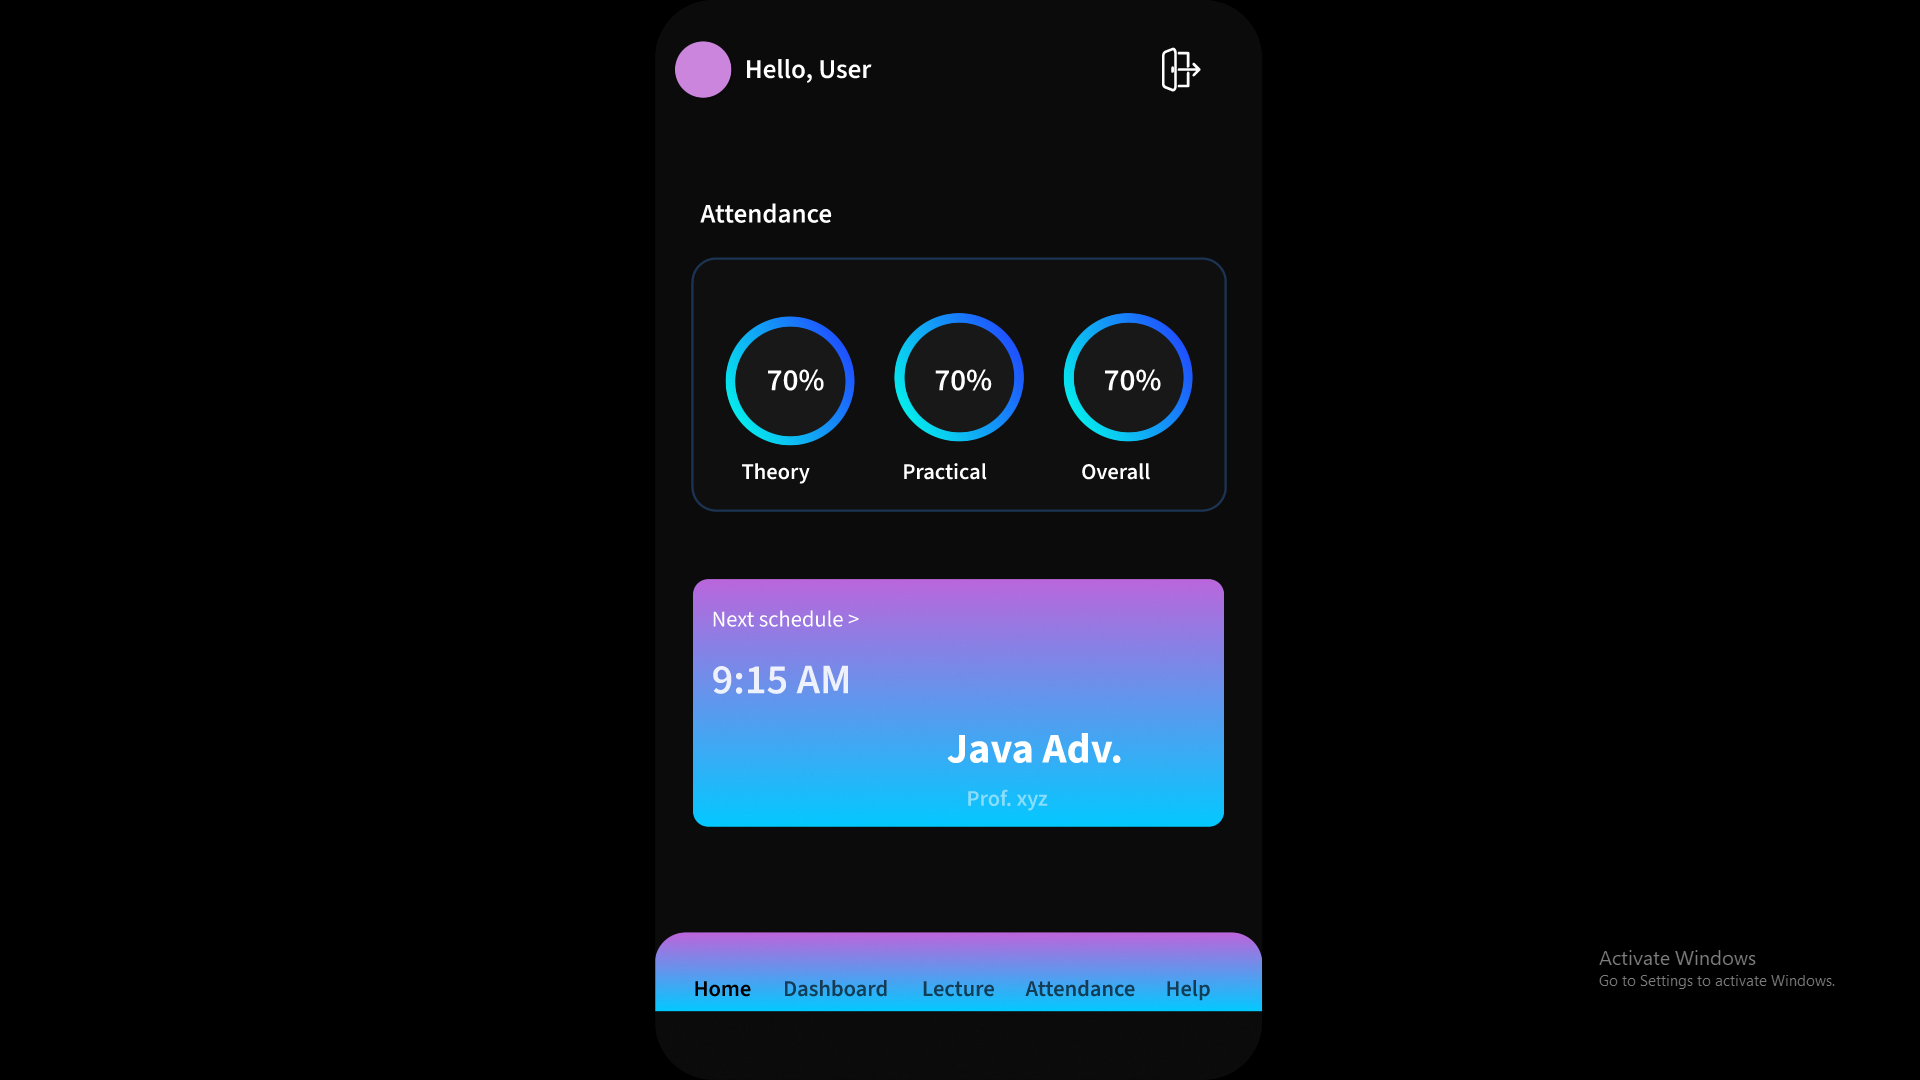 Hello, User
Attendance
70% 70% 70%
Theory Practical Overall
Next schedule >
9:15 AM
Java Adv.
Prof. xyz
Home Dashboard Lecture Attendance Help
Activate Windows
Go to Settings to activate Windows.